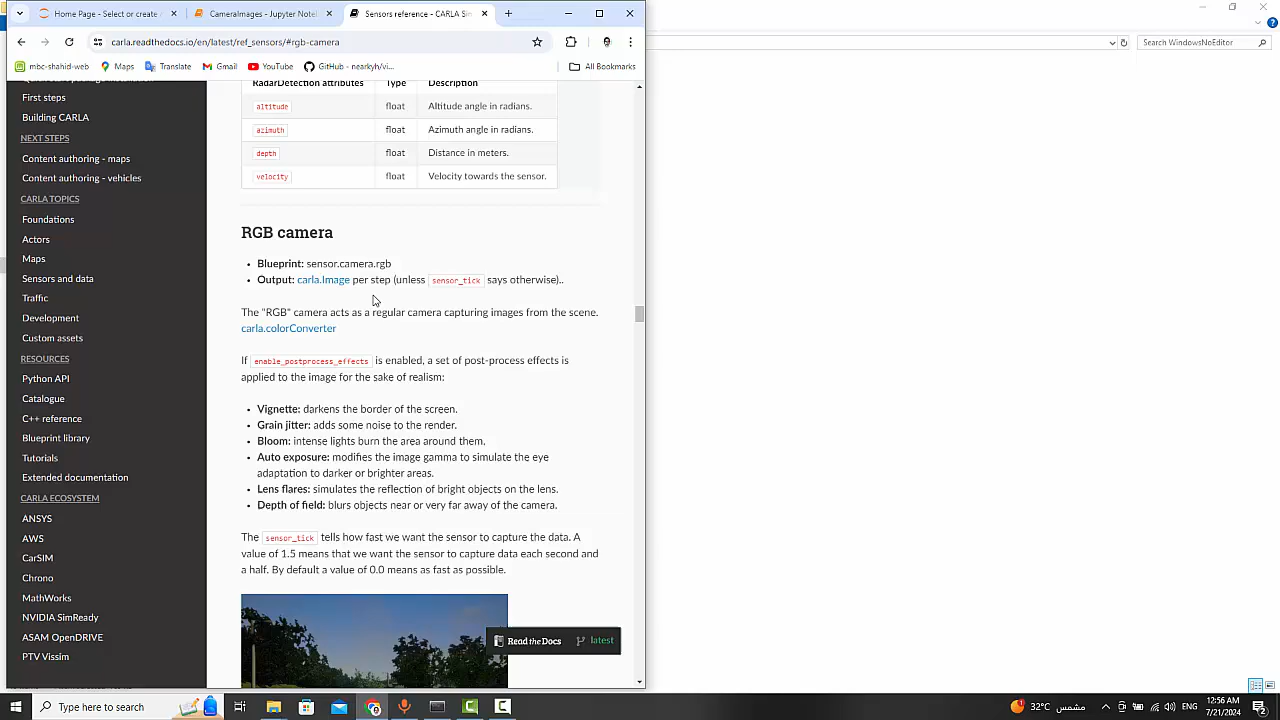 Home Page - Select or create
CameraImages - Jupyter Note
Sensors reference - CARLA Sim
carla.readthedocs.io/en/latest/ref_sensors/#rgb-camera
Search WindowsNoEditor
mbc-shahid-web
Maps
Translate
Gmail
YouTube
GitHub - nearkyh/vi...
All Bookmarks
First steps
Building CARLA
NEXT STEPS
Content authoring - maps
Content authoring - vehicles
CARLA TOPICS
Foundations
Actors
Maps
Sensors and data
Traffic
Development
Custom assets
RESOURCES
Python API
Catalogue
C++ reference
Blueprint library
Tutorials
Extended documentation
CARLA ECOSYSTEM
ANSYS
AWS
CarSIM
Chrono
MathWorks
NVIDIA SimReady
ASAM OpenDRIVE
PTV Vissim
RadarDetection attributes Type Description
altitude float Altitude angle in radians.
azimuth float Azimuth angle in radians.
depth float Distance in meters.
velocity float Velocity towards the sensor.
RGB camera
• Blueprint: sensor.camera.rgb
• Output: carla.Image per step (unless sensor_tick says otherwise)..
The "RGB" camera acts as a regular camera capturing images from the scene.
carla.colorConverter
If enable_postprocess_effects is enabled, a set of post-process effects is
applied to the image for the sake of realism:
• Vignette: darkens the border of the screen.
• Grain jitter: adds some noise to the render.
• Bloom: intense lights burn the area around them.
• Auto exposure: modifies the image gamma to simulate the eye
adaptation to darker or brighter areas.
• Lens flares: simulates the reflection of bright objects on the lens.
• Depth of field: blurs objects near or very far away of the camera.
The sensor_tick tells how fast we want the sensor to capture the data. A
value of 1.5 means that we want the sensor to capture data each second and
a half. By default a value of 0.0 means as fast as possible.
Read the Docs latest
Type here to search
32°C مشمس
12:56 AM
7/21/2024